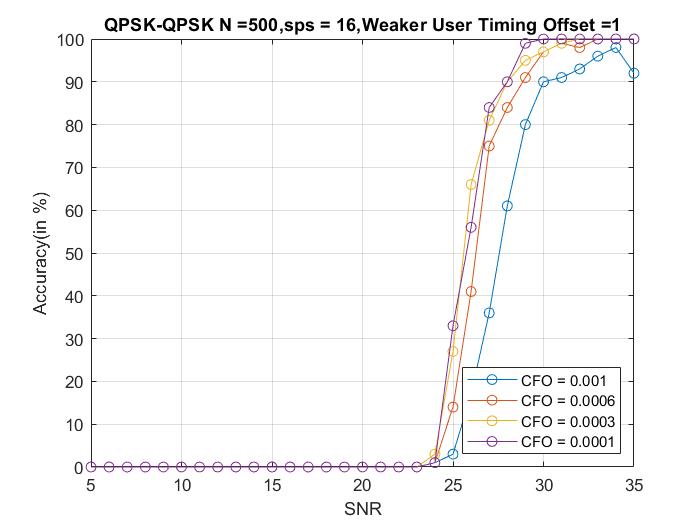 QPSK-QPSK N =500,sps = 16,Weaker User Timing Offset =1
100
90
80
70
60
50
40
30
20
10
0
Accuracy(in %)
5
10
15
20
25
30
35
SNR
CFO = 0.001
CFO = 0.0006
CFO = 0.0003
CFO = 0.0001